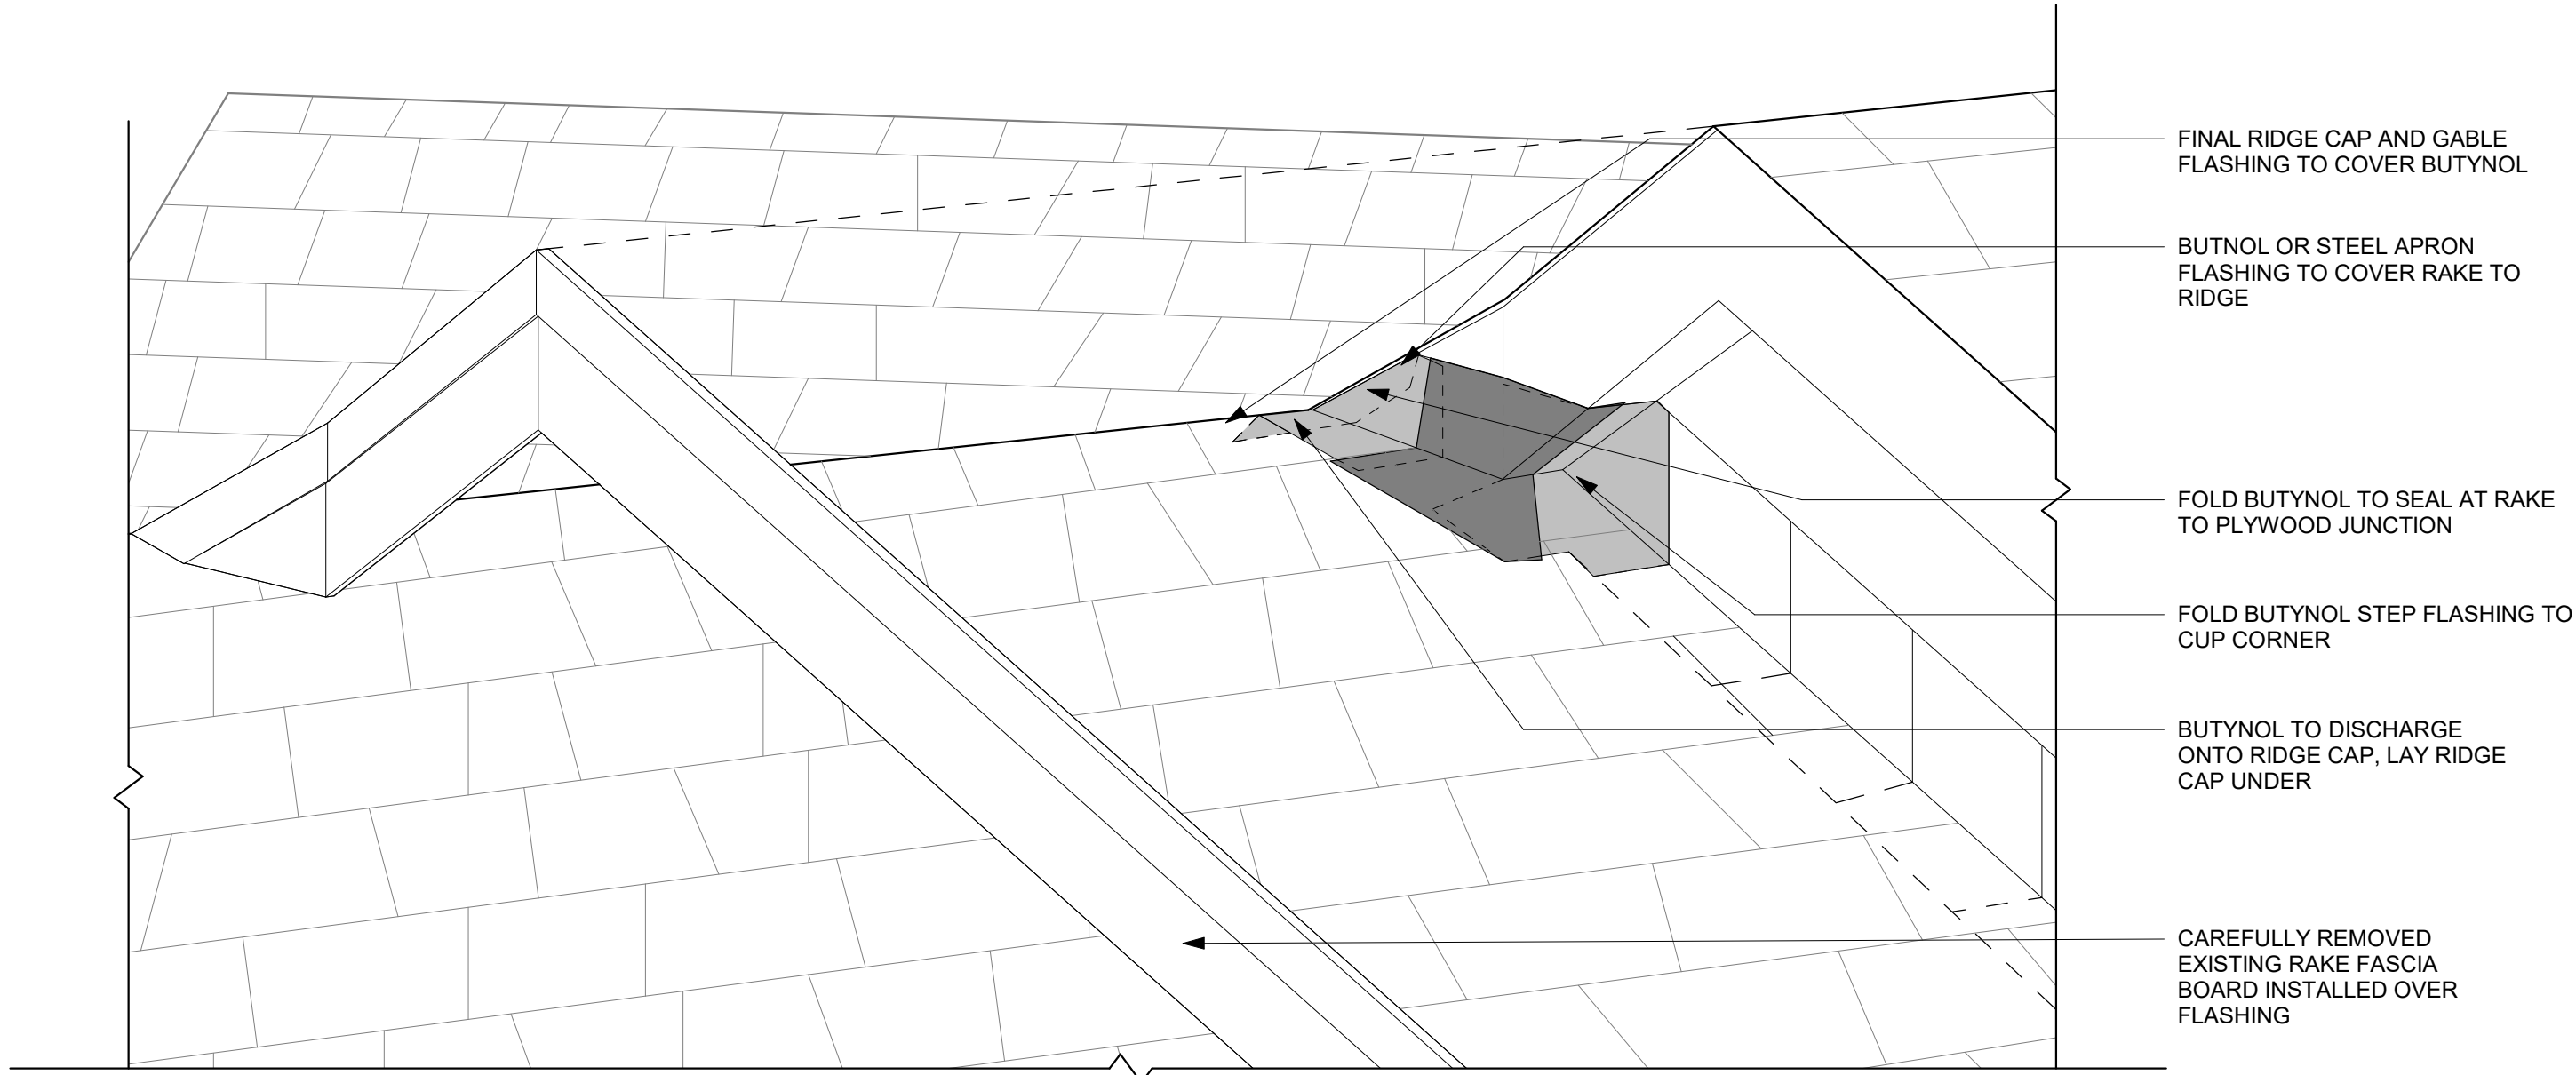 FINAL RIDGE CAP AND GABLE
FLASHING TO COVER BUTYNOL
BUTNOL OR STEEL APRON
FLASHING TO COVER RAKE TO
RIDGE
FOLD BUTYNOL TO SEAL AT RAKE
TO PLYWOOD JUNCTION
FOLD BUTYNOL STEP FLASHING TO
CUP CORNER
BUTYNOL TO DISCHARGE
ONTO RIDGE CAP, LAY RIDGE
CAP UNDER
CAREFULLY REMOVED
EXISTING RAKE FASCIA
BOARD INSTALLED OVER
FLASHING